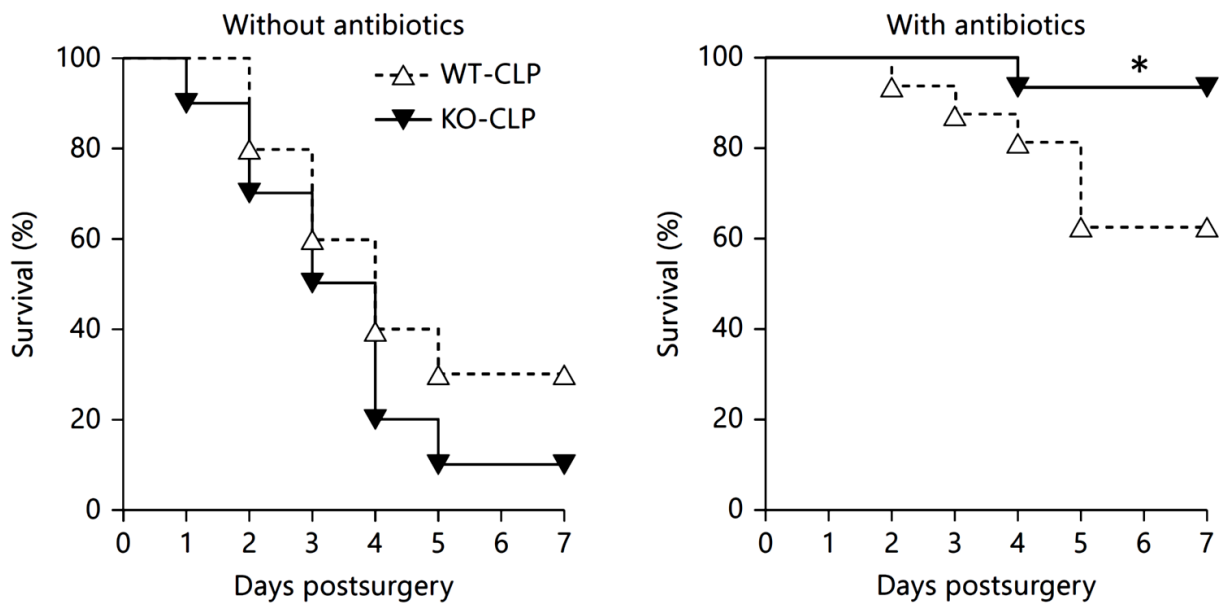 Without antibiotics
WT-CLP
KO-CLP
100
80
60
40
20
0
Survival (%)
0 1 2 3 4 5 6 7
Days postsurgery
With antibiotics
*
100
80
60
40
20
0
Survival (%)
0 1 2 3 4 5 6 7
Days postsurgery